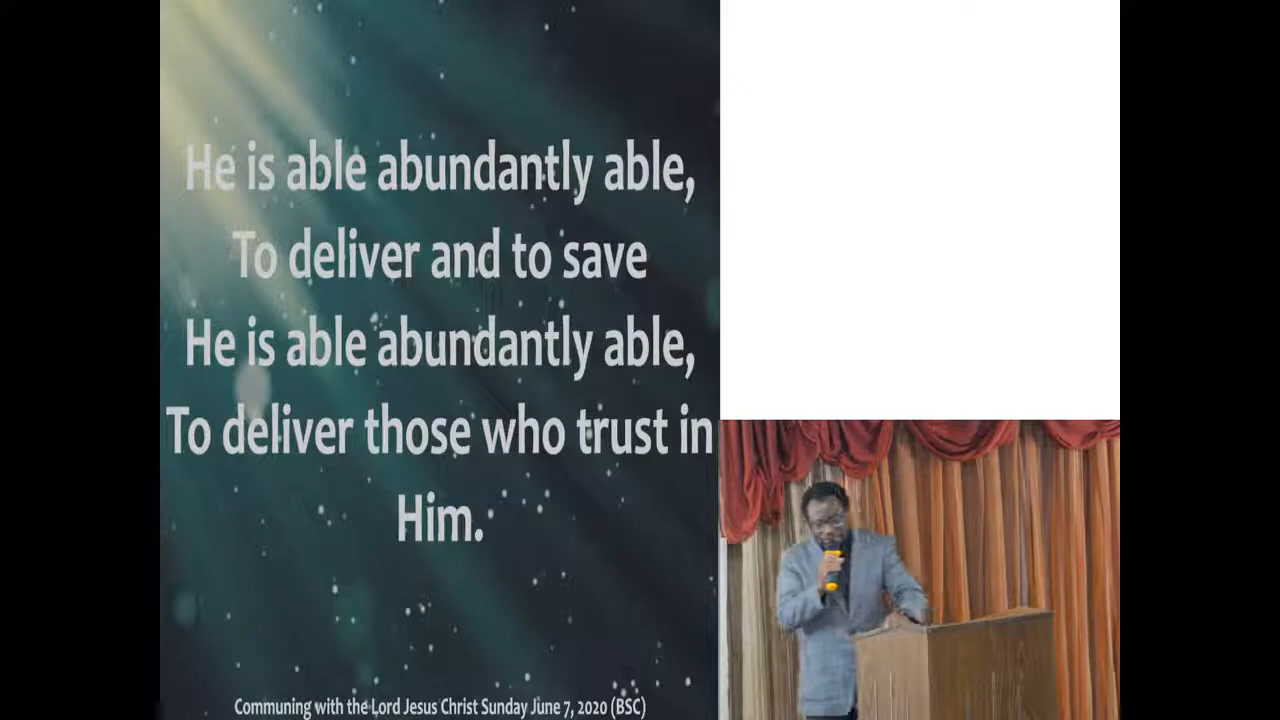 He is able abundantly able,
To deliver and to save
He is able abundantly able,
To deliver those who trust in
Him.
Communing with the Lord Jesus Christ Sunday June 7, 2020 (BSC)